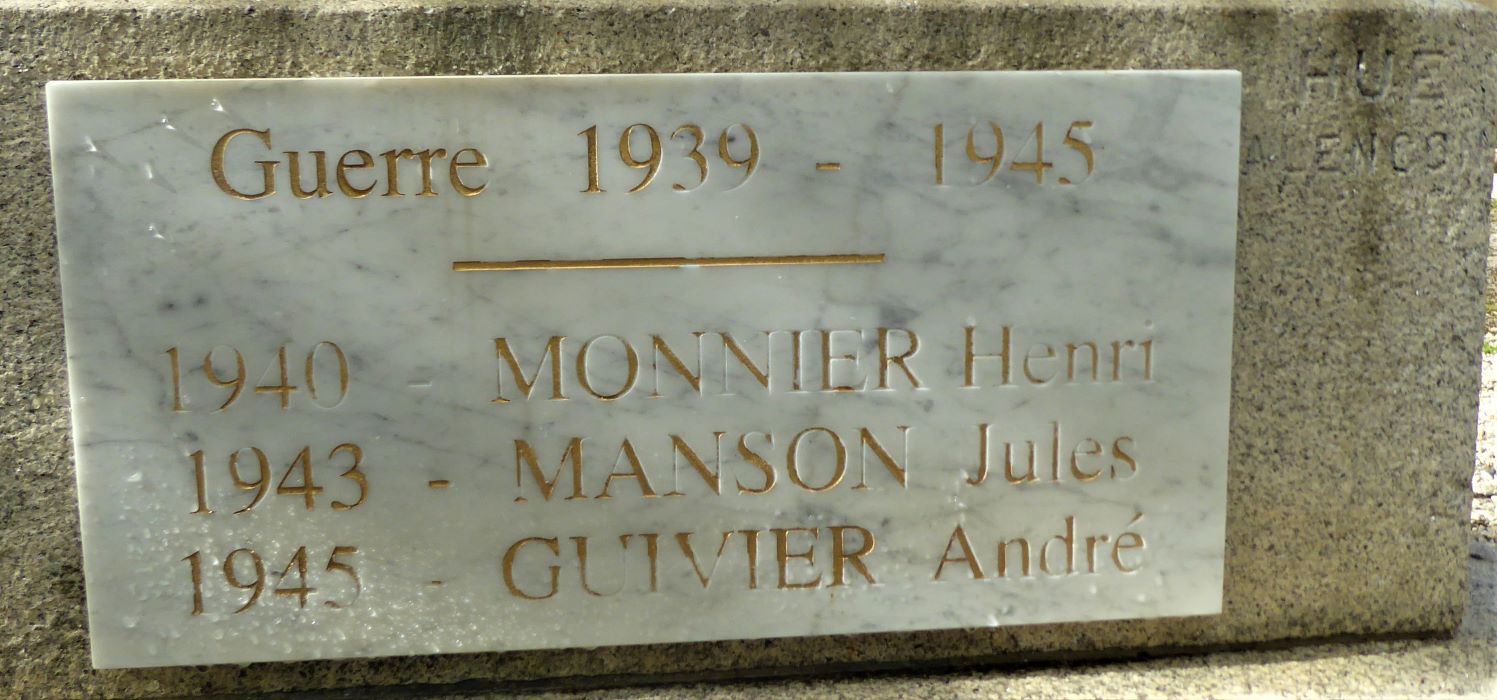 Guerre 1939 - 1945
1940 - MONNIER Henri
1943 - MANSON Jules
1945 - GUIVIER André
HUE